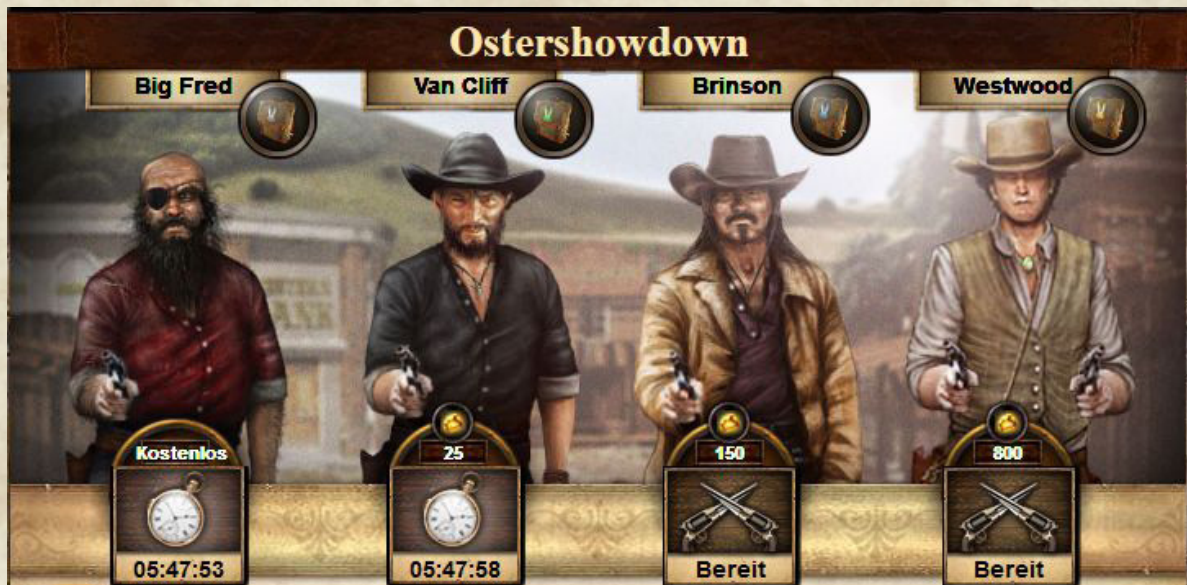 Ostershowdown
Big Fred
Van Cliff
Brinson
Westwood
Kostenlos
25
150
800
05:47:53
05:47:58
Bereit
Bereit